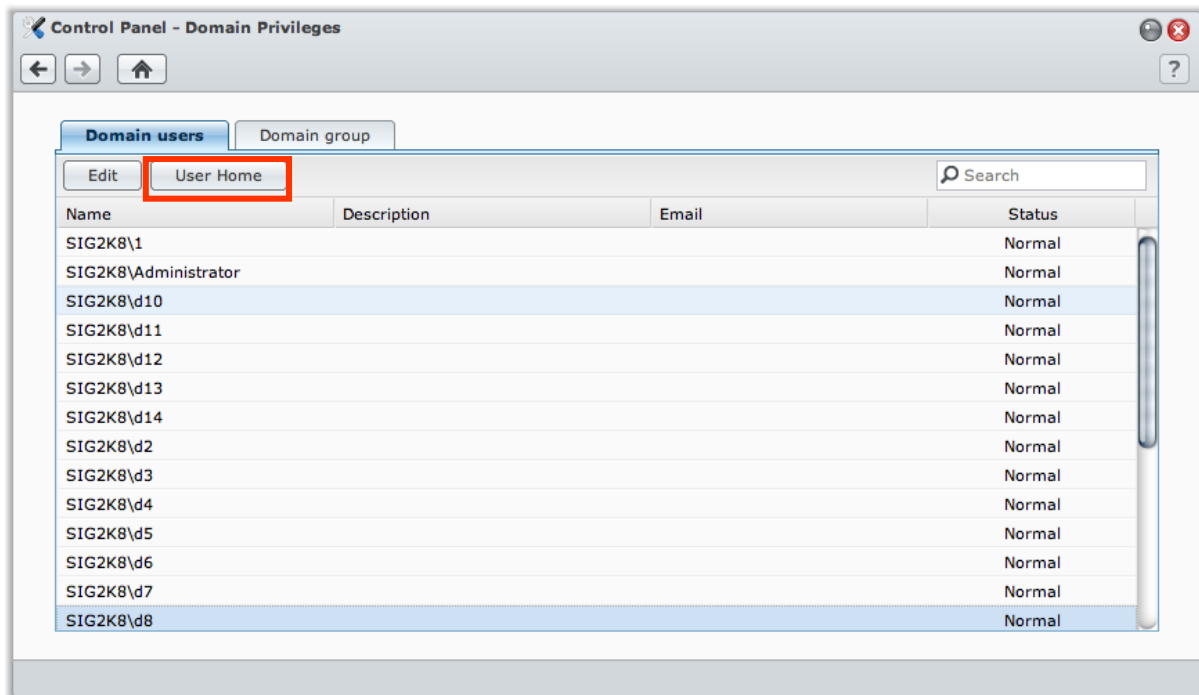 Control Panel - Domain Privileges
?
Domain users Domain group
Edit User Home Search
Name Description Email Status
SIG2K8\1 Normal
SIG2K8\Administrator Normal
SIG2K8\d10 Normal
SIG2K8\d11 Normal
SIG2K8\d12 Normal
SIG2K8\d13 Normal
SIG2K8\d14 Normal
SIG2K8\d2 Normal
SIG2K8\d3 Normal
SIG2K8\d4 Normal
SIG2K8\d5 Normal
SIG2K8\d6 Normal
SIG2K8\d7 Normal
SIG2K8\d8 Normal